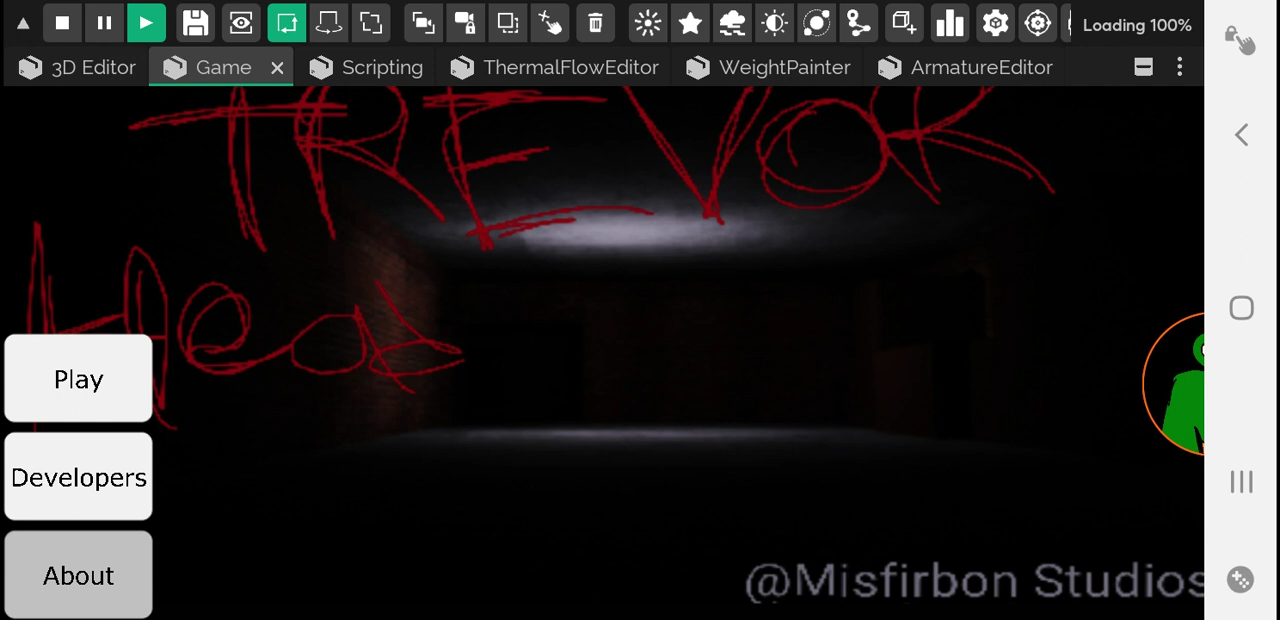 Loading 100%
3D Editor Game Scripting ThermalFlowEditor WeightPainter ArmatureEditor
TREVOR
Head
Play
Developers
About
@Misfirbon Studios